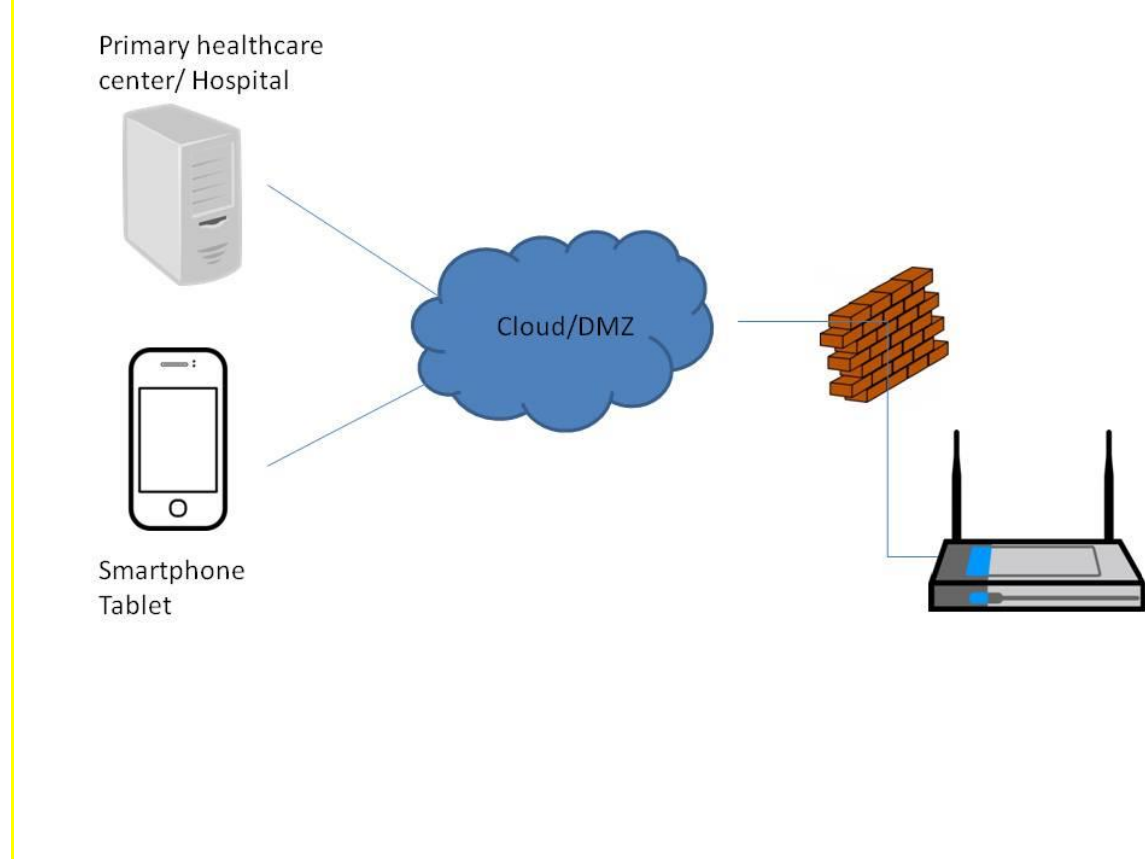 Primary healthcare
center/ Hospital
Cloud/DMZ
Smartphone
Tablet